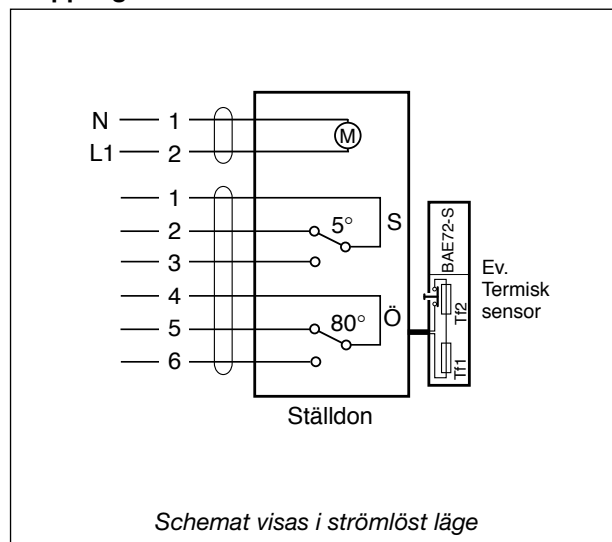 N 1
L1 2
M
1
2
3
4
5
6
5°
S
80°
Ö
BAE72-S
Tf2
Tf1
Ev.
Termisk
sensor
Ställdon
Schemat visas i strömlöst läge